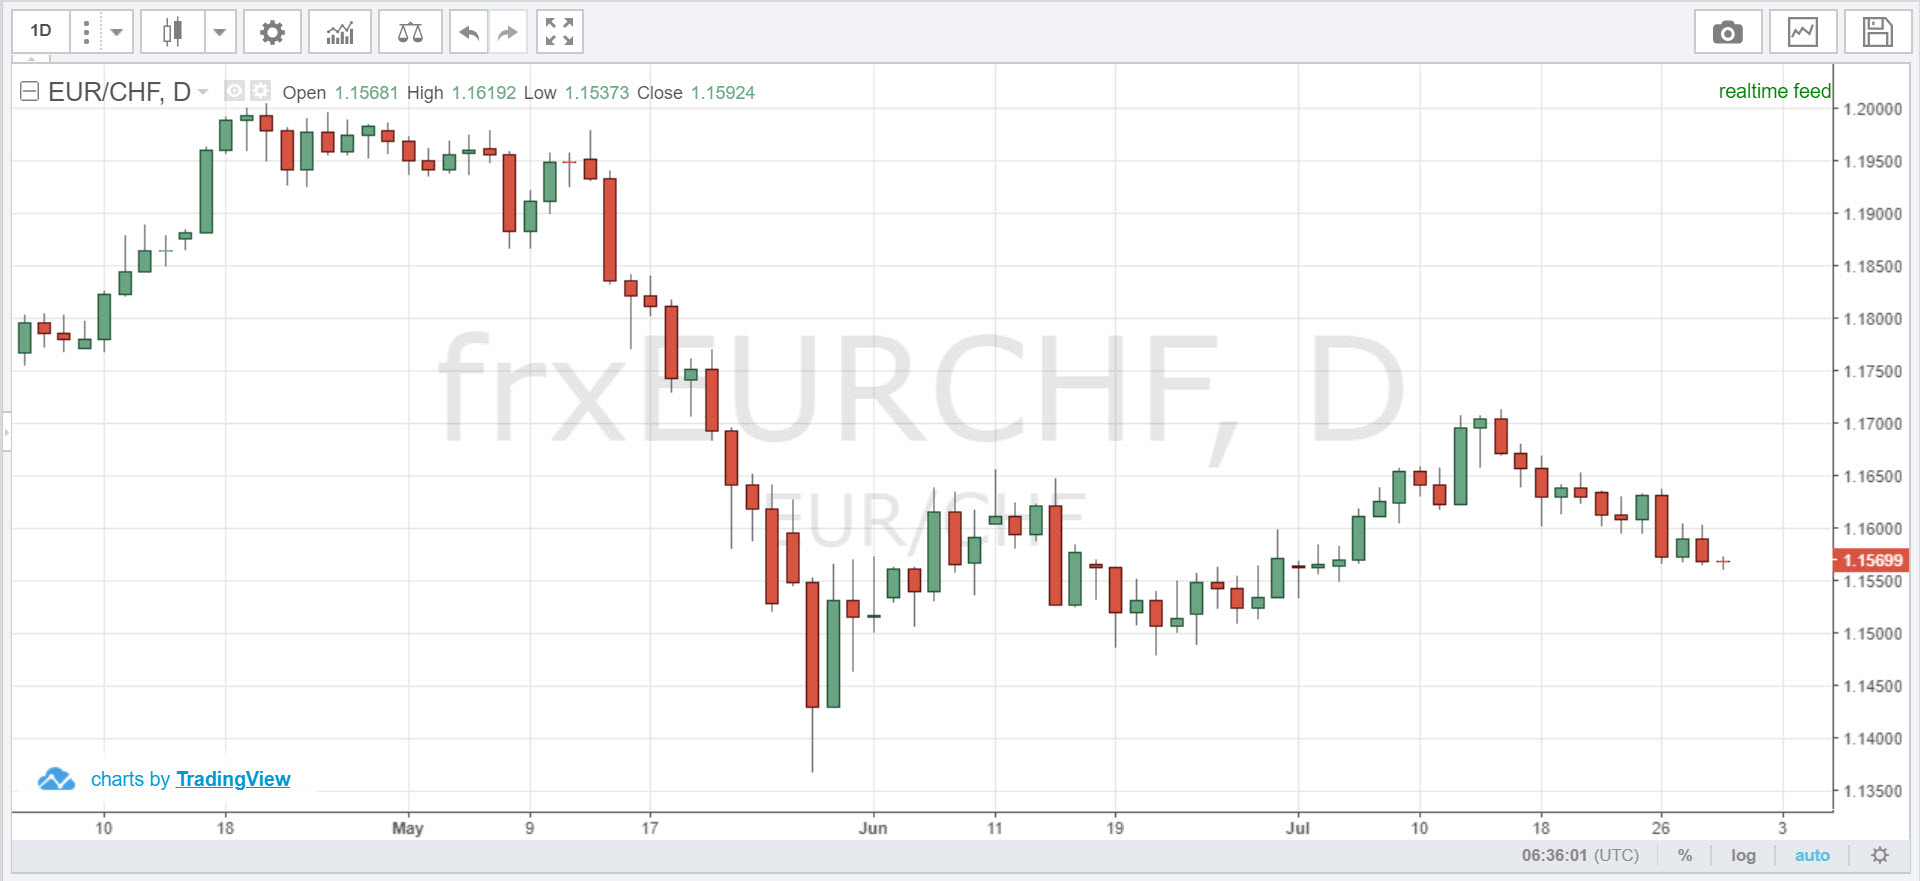 1D
EUR/CHF, D Open 1.15681 High 1.16192 Low 1.15373 Close 1.15924
realtime feed
1.20000
1.19500
1.19000
1.18500
1.18000
1.17500
1.17000
1.16500
1.16000
1.15699
1.15500
1.15000
1.14500
1.14000
1.13500
frxEURCHF, D
EUR/CHF
charts by TradingView
10 18 May 9 17 Jun 11 19 Jul 10 18 26 3
06:36:01 (UTC) % log auto